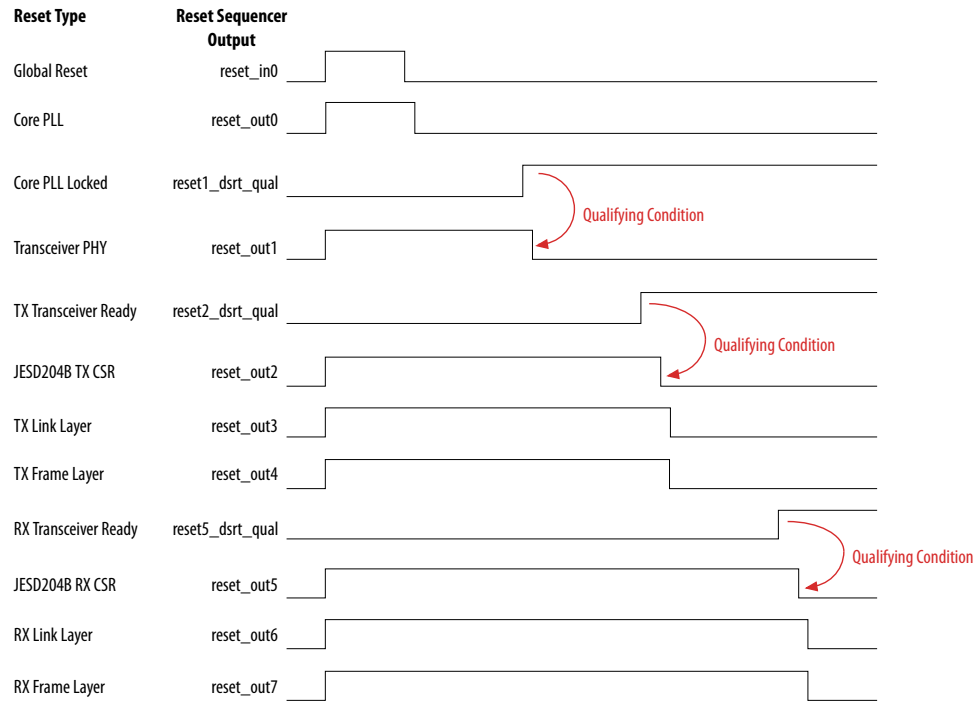 Reset Type
Reset Sequencer
Output
Global Reset reset_in0
Core PLL reset_out0
Core PLL Locked reset1_dsrt_qual
Qualifying Condition
Transceiver PHY reset_out1
TX Transceiver Ready reset2_dsrt_qual
Qualifying Condition
JESD204B TX CSR reset_out2
TX Link Layer reset_out3
TX Frame Layer reset_out4
RX Transceiver Ready reset5_dsrt_qual
Qualifying Condition
JESD204B RX CSR reset_out5
RX Link Layer reset_out6
RX Frame Layer reset_out7